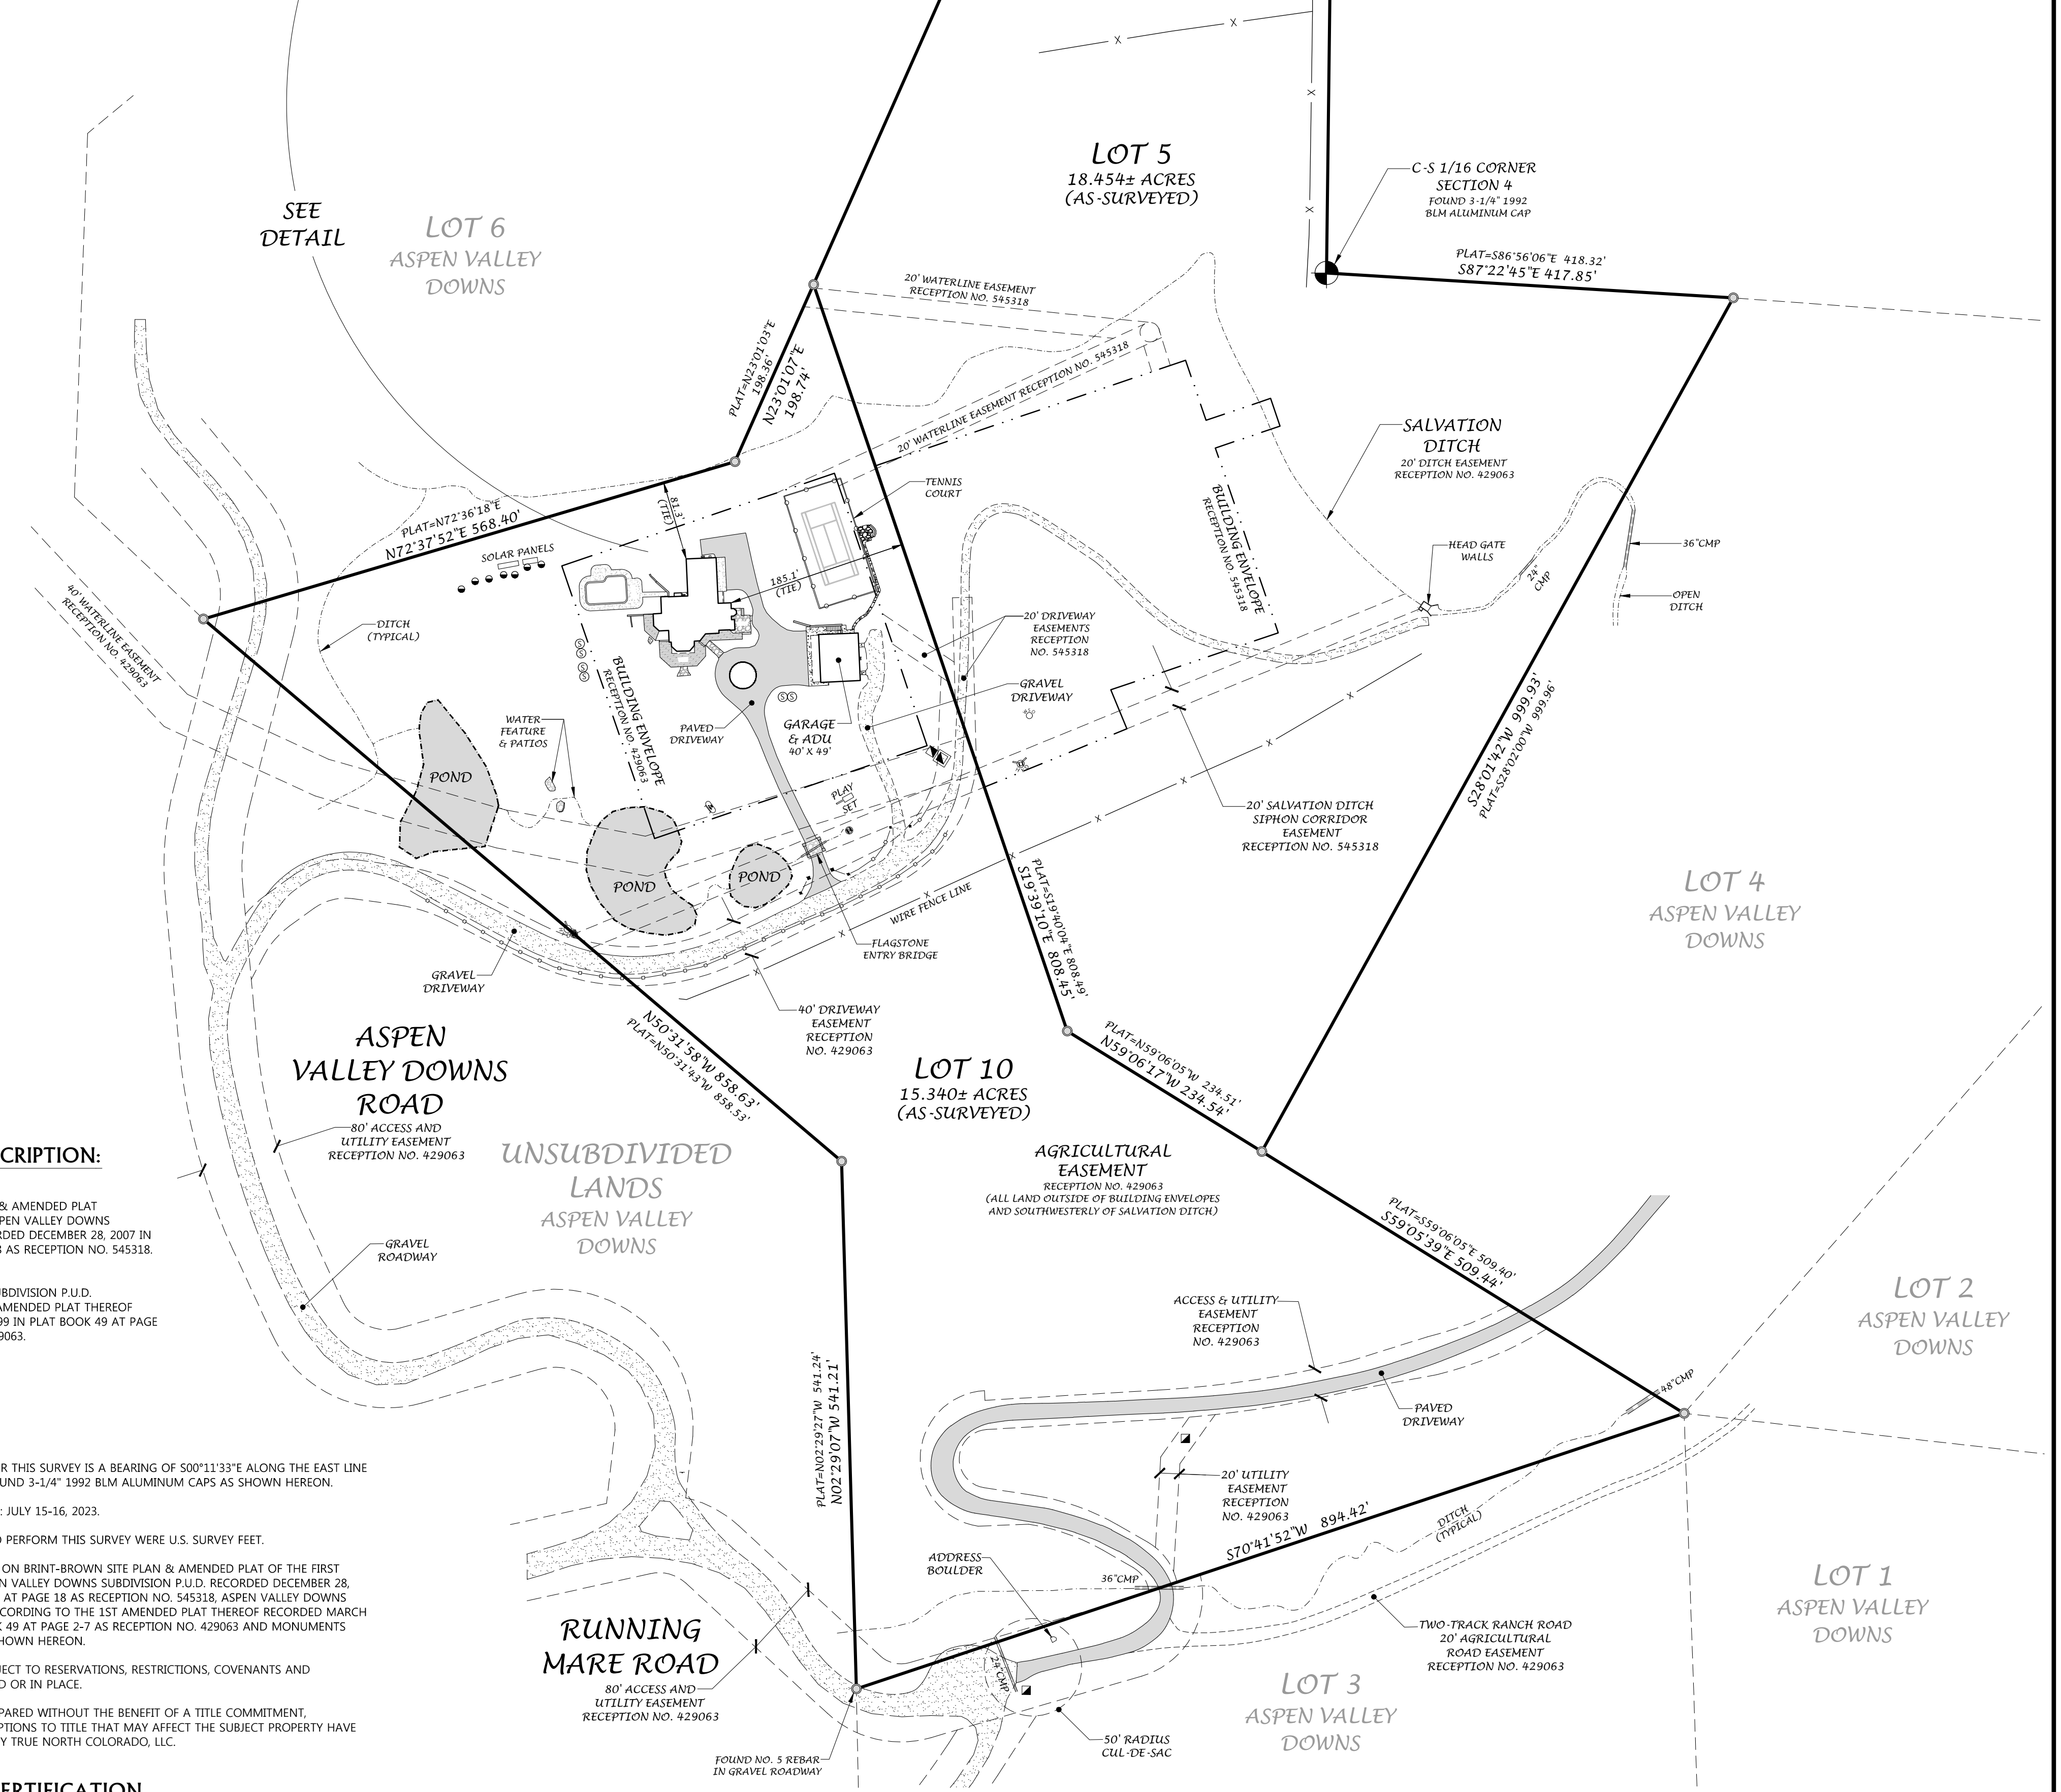 LOT 5
18.454± ACRES
(AS-SURVEYED)
C-S 1/16 CORNER
SECTION 4
FOUND 3-1/4" 1992
BLM ALUMINUM CAP
PLAT=S86°56'06"E 418.32'
S87°22'45"E 417.85'
SEE
DETAIL
LOT 6
ASPEN VALLEY
DOWNS
20' WATERLINE EASEMENT
RECEPTION NO. 545318
PLAT=N23°01'03"E
198.36'
N23°01'07"E
198.74'
20' WATERLINE EASEMENT RECEPTION NO. 545318
SALVATION
DITCH
20' DITCH EASEMENT
RECEPTION NO. 429063
TENNIS
COURT
81.3'
(TIE)
PLAT=N72°36'18"E
N72°37'52"E 568.40'
SOLAR PANELS
BUILDING ENVELOPE
RECEPTION NO. 545318
HEAD GATE
WALLS
36"CMP
24"
CMP
OPEN
DITCH
185.1'
(TIE)
40' WATERLINE EASEMENT
RECEPTION NO. 429063
DITCH
(TYPICAL)
20' DRIVEWAY
EASEMENTS
RECEPTION
NO. 545318
GRAVEL
DRIVEWAY
BUILDING ENVELOPE
RECEPTION NO. 429063
WATER
FEATURE
& PATIOS
PAVED
DRIVEWAY
GARAGE
& ADU
40' X 49'
S28°01'42"W 999.93'
PLAT=S28°02'00"W 999.96'
POND
PLAY
SET
20' SALVATION DITCH
SIPHON CORRIDOR
EASEMENT
RECEPTION NO. 545318
POND
POND
WIRE FENCE LINE
PLAT=S19°40'04"E 808.49'
S19°39'10"E 808.45'
LOT 4
ASPEN VALLEY
DOWNS
FLAGSTONE
ENTRY BRIDGE
GRAVEL
DRIVEWAY
40' DRIVEWAY
EASEMENT
RECEPTION
NO. 429063
N50°31'58"W 858.63'
PLAT=N50°31'43"W 858.53'
ASPEN
VALLEY DOWNS
ROAD
80' ACCESS AND
UTILITY EASEMENT
RECEPTION NO. 429063
LOT 10
15.340± ACRES
(AS-SURVEYED)
PLAT=N59°06'05"W 234.51'
N59°06'17"W 234.54'
UNSUBDIVIDED
LANDS
ASPEN VALLEY
DOWNS
AGRICULTURAL
EASEMENT
RECEPTION NO. 429063
(ALL LAND OUTSIDE OF BUILDING ENVELOPES
AND SOUTHWESTERLY OF SALVATION DITCH)
CRIPTION:
& AMENDED PLAT
PEN VALLEY DOWNS
RDED DECEMBER 28, 2007 IN
8 AS RECEPTION NO. 545318.
UBDIVISION P.U.D.
AMENDED PLAT THEREOF
99 IN PLAT BOOK 49 AT PAGE
9063.
GRAVEL
ROADWAY
PLAT=S59°06'05"E 509.40'
S59°05'39"E 509.44'
LOT 2
ASPEN VALLEY
DOWNS
ACCESS & UTILITY
EASEMENT
RECEPTION
NO. 429063
PLAT=N02°29'27"W 541.24'
N02°29'07"W 541.21'
48"CMP
PAVED
DRIVEWAY
20' UTILITY
EASEMENT
RECEPTION
NO. 429063
S70°41'52"W 894.42'
DITCH
(TYPICAL)
R THIS SURVEY IS A BEARING OF S00°11'33"E ALONG THE EAST LINE
UND 3-1/4" 1992 BLM ALUMINUM CAPS AS SHOWN HEREON.
: JULY 15-16, 2023.
O PERFORM THIS SURVEY WERE U.S. SURVEY FEET.
ON BRINT-BROWN SITE PLAN & AMENDED PLAT OF THE FIRST
N VALLEY DOWNS SUBDIVISION P.U.D. RECORDED DECEMBER 28,
AT PAGE 18 AS RECEPTION NO. 545318, ASPEN VALLEY DOWNS
CCORDING TO THE 1ST AMENDED PLAT THEREOF RECORDED MARCH
K 49 AT PAGE 2-7 AS RECEPTION NO. 429063 AND MONUMENTS
HOWN HEREON.
JECT TO RESERVATIONS, RESTRICTIONS, COVENANTS AND
D OR IN PLACE.
PARED WITHOUT THE BENEFIT OF A TITLE COMMITMENT,
PTIONS TO TITLE THAT MAY AFFECT THE SUBJECT PROPERTY HAVE
Y TRUE NORTH COLORADO, LLC.
ERTIFICATION
ADDRESS
BOULDER
36"CMP
24"CMP
RUNNING
MARE ROAD
80' ACCESS AND
UTILITY EASEMENT
RECEPTION NO. 429063
LOT 1
ASPEN VALLEY
DOWNS
TWO-TRACK RANCH ROAD
20' AGRICULTURAL
ROAD EASEMENT
RECEPTION NO. 429063
LOT 3
ASPEN VALLEY
DOWNS
50' RADIUS
CUL-DE-SAC
FOUND NO. 5 REBAR
IN GRAVEL ROADWAY